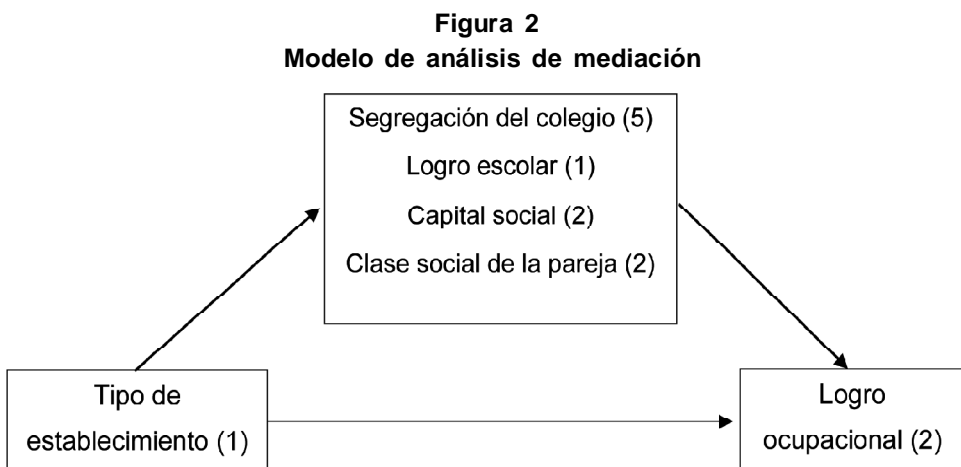 Figura 2
Modelo de análisis de mediación
Segregación del colegio (5)
Logro escolar (1)
Capital social (2)
Clase social de la pareja (2)
Tipo de
establecimiento (1)
Logro
ocupacional (2)